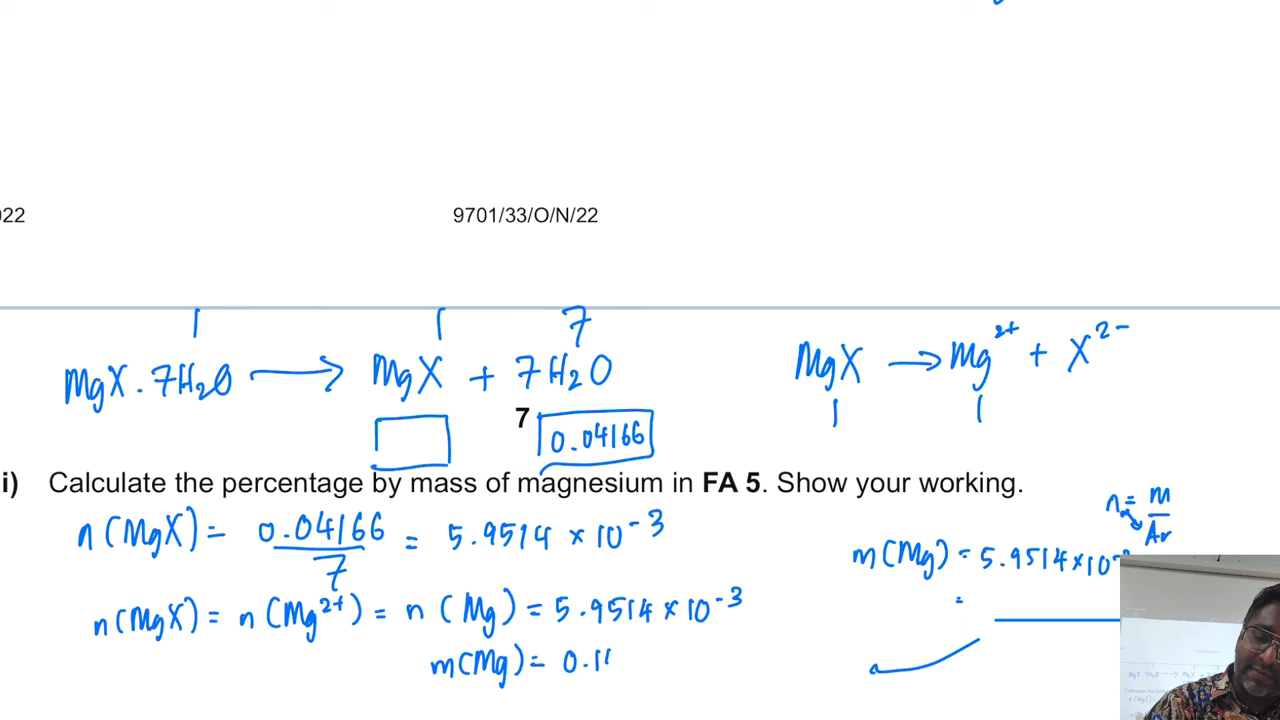 022 9701/33/O/N/22
1 1 7
MgX·7H₂O → MgX + 7H₂O
MgX → Mg²⁺ + X²⁻
1 1
7 0.04166
i) Calculate the percentage by mass of magnesium in FA 5. Show your working.
n(MgX) = 0.04166/7 = 5.9514 × 10⁻³
n = m/Ar
m(Mg) = 5.9514×10
=
n(MgX) = n(Mg²⁺) = n(Mg) = 5.9514 × 10⁻³
m(Mg) = 0.11